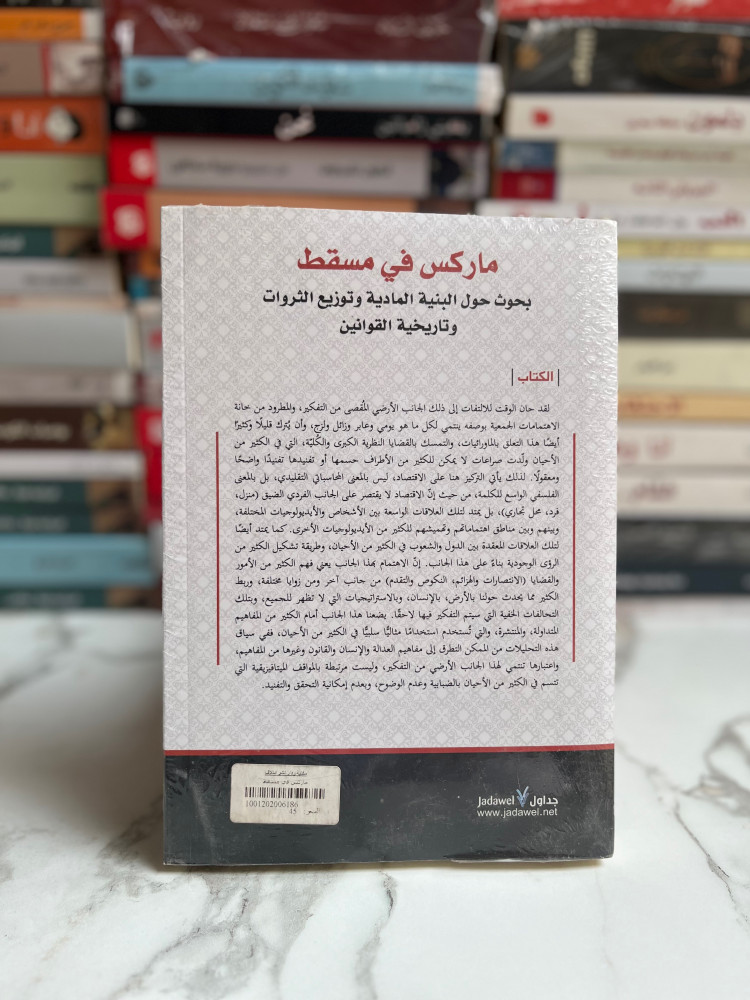 ماركس في مسقط
بحوث حول البنية المادية وتوزيع الثروات
وتاريخية القوانين
| الكتاب |
لقد حان الوقت للالتفات إلى ذلك الجانب الأرضي المُقصى من التفكير، والمطرود من خانة
الاهتمامات الجمعية بوصفه ينتمي لكل ما هو يومي وعابر وزائل ولزج، وأن يُترك قليلًا وكثيرًا
أيضًا هذا التعلق بالماورائيات، والتمسك بالقضايا النظرية الكبرى والكُليّة، التي في الكثير من
الأحيان ولّدت صراعات لا يمكن للكثير من الأطراف حسمها أو تفنيدها تفنيدًا واضحًا
ومعقولًا. لذلك يأتي التركيز هنا على الاقتصاد، ليس بالمعنى المحاسباتي التقليدي، بل بالمعنى
الفلسفي الواسع للكلمة، من حيث إنّ الاقتصاد لا يقتصر على الجانب الفردي الضيق (منزل،
فرد، محل تجاري)، بل يمتد لتلك العلاقات الواسعة بين الأشخاص والأيديولوجيات المختلفة،
وبينهم وبين مناطق اهتماماتهم وتهميشهم للكثير من الأيديولوجيات الأخرى. كما يمتد أيضًا
لتلك العلاقات المعقدة بين الدول والشعوب في الكثير من الأحيان، وطريقة تشكيل الكثير من
الرؤى الوجودية بناءً على هذا الجانب. إنّ الاهتمام بهذا الجانب يعني فهم الكثير من الأمور
والقضايا (الانتصارات والهزائم، النكوص والتقدم) من جانب آخر ومن زوايا مختلفة، وربط
الكثير مما يحدث حولنا بالأرض، بالإنسان، وبالاستراتيجيات التي لا تظهر للجميع، وبتلك
التحالفات الخفية التي سيتم التفكير فيها لاحقًا. يضعنا هذا الجانب أمام الكثير من المفاهيم
المتداولة، والمنتشرة، والتي تُستخدم استخدامًا مثاليًّا سلبيًّا في الكثير من الأحيان، ففي سياق
هذه التحليلات من الممكن التطرق إلى مفاهيم العدالة والإنسان والقانون وغيرها من المفاهيم،
واعتبارها تنتمي لهذا الجانب الأرضي من التفكير، وليست مرتبطة بالمواقف الميتافيزيقية التي
تتسم في الكثير من الأحيان بالضبابية وعدم الوضوح، وبعدم إمكانية التحقق والتفنيد.
ماركس في مسقط
1001202006186
السعر: 45
Jadawel جداول
www.jadawel.net